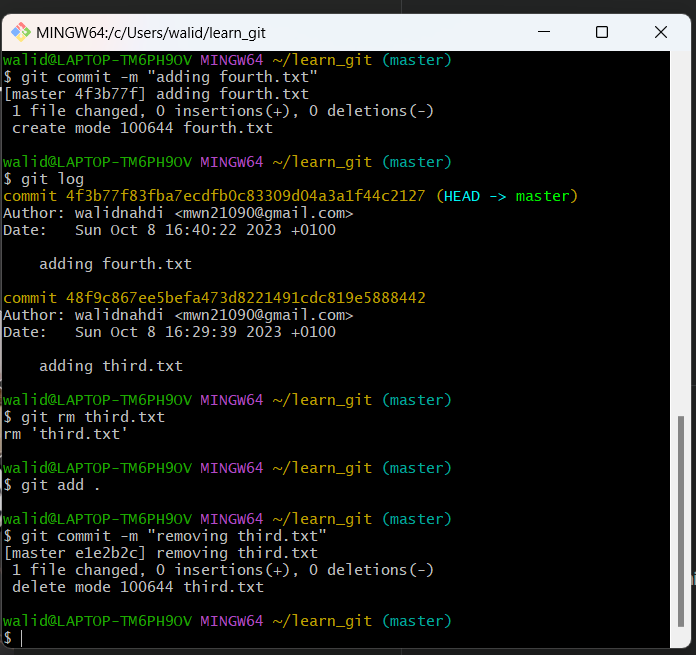 MINGW64:/c/Users/walid/learn_git
walid@LAPTOP-TM6PH9OV MINGW64 ~/learn_git (master)
$ git commit -m "adding fourth.txt"
[master 4f3b77f] adding fourth.txt
 1 file changed, 0 insertions(+), 0 deletions(-)
 create mode 100644 fourth.txt

walid@LAPTOP-TM6PH9OV MINGW64 ~/learn_git (master)
$ git log
commit 4f3b77f83fba7ecdfb0c83309d04a3a1f44c2127 (HEAD -> master)
Author: walidnahdi <mwn21090@gmail.com>
Date:   Sun Oct 8 16:40:22 2023 +0100

    adding fourth.txt

commit 48f9c867ee5befa473d8221491cdc819e5888442
Author: walidnahdi <mwn21090@gmail.com>
Date:   Sun Oct 8 16:29:39 2023 +0100

    adding third.txt

walid@LAPTOP-TM6PH9OV MINGW64 ~/learn_git (master)
$ git rm third.txt
rm 'third.txt'

walid@LAPTOP-TM6PH9OV MINGW64 ~/learn_git (master)
$ git add .

walid@LAPTOP-TM6PH9OV MINGW64 ~/learn_git (master)
$ git commit -m "removing third.txt"
[master e1e2b2c] removing third.txt
 1 file changed, 0 insertions(+), 0 deletions(-)
 delete mode 100644 third.txt

walid@LAPTOP-TM6PH9OV MINGW64 ~/learn_git (master)
$